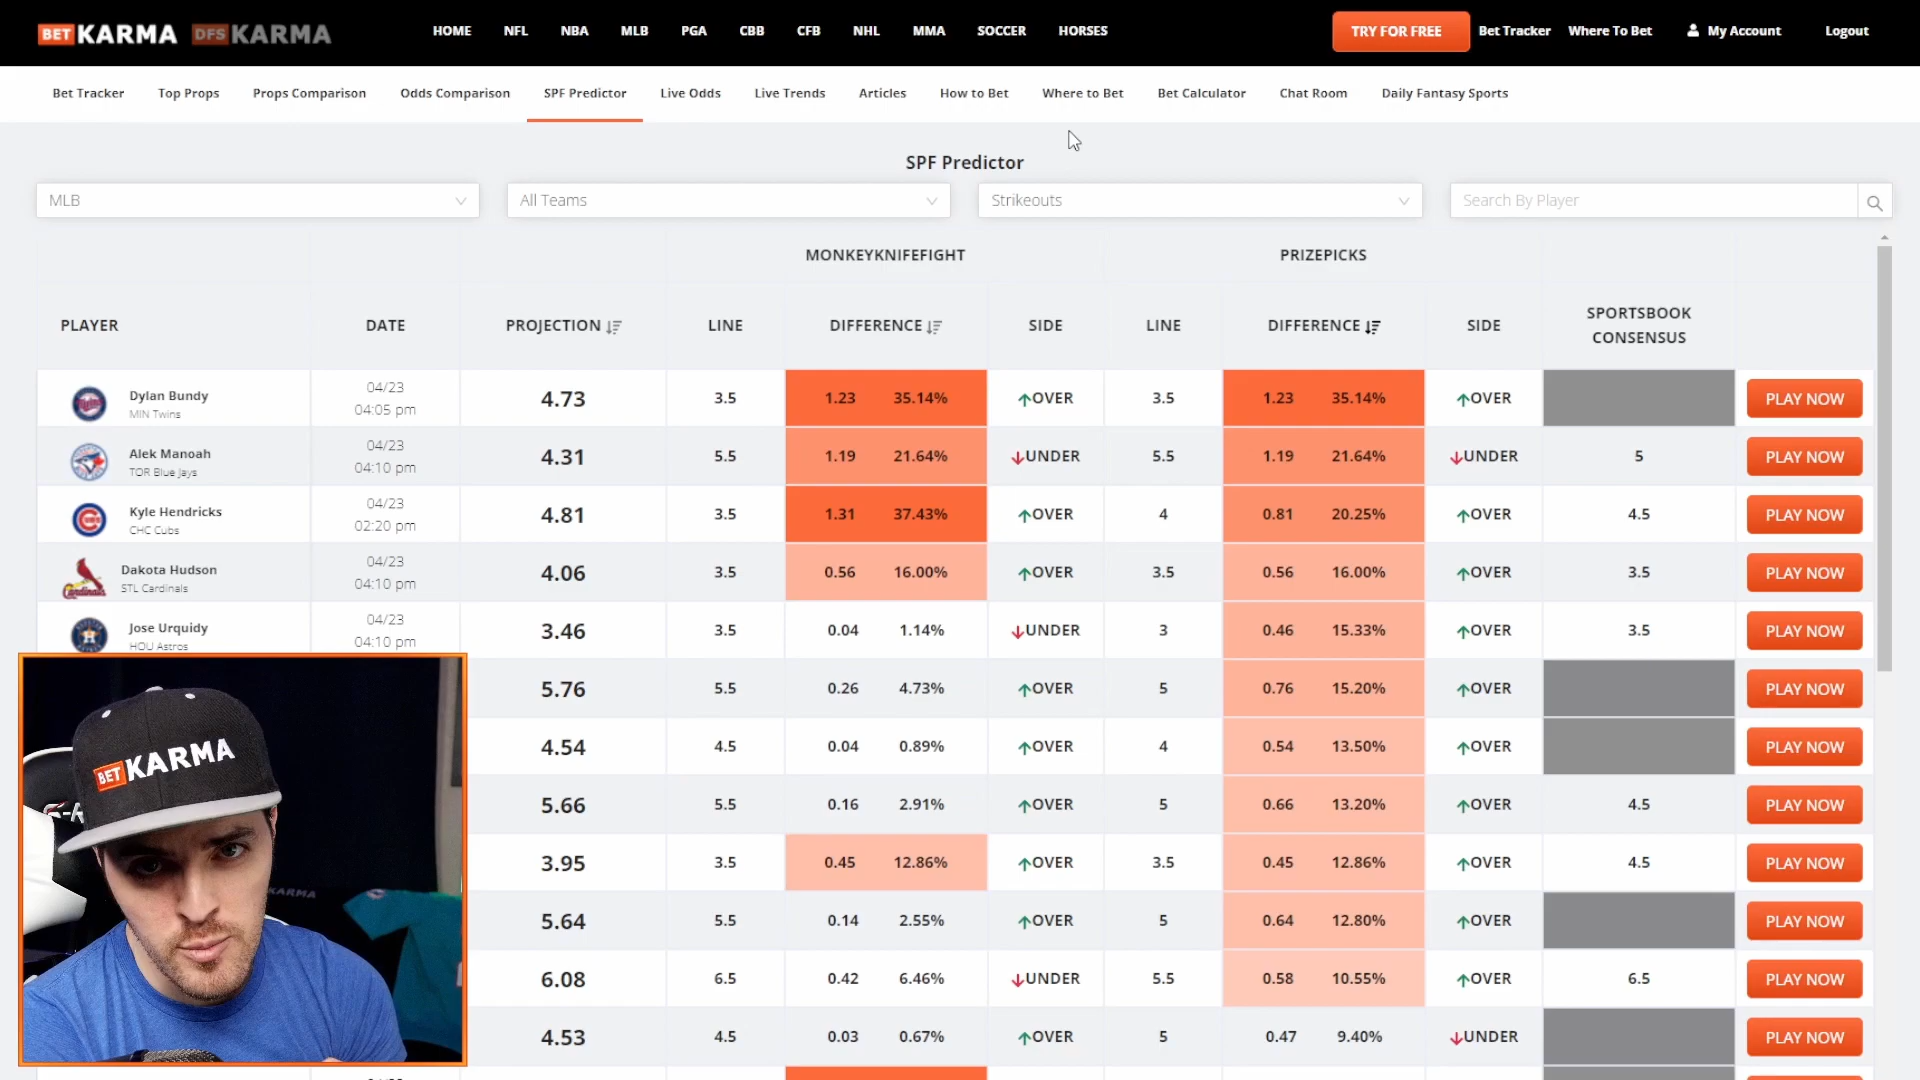 BET KARMA DFS KARMA HOME NFL NBA MLB PGA CBB CFB NHL MMA SOCCER HORSES TRY FOR FREE Bet Tracker Where To Bet My Account Logout
Bet Tracker Top Props Props Comparison Odds Comparison SPF Predictor Live Odds Live Trends Articles How to Bet Where to Bet Bet Calculator Chat Room Daily Fantasy Sports
SPF Predictor
MLB All Teams Strikeouts Search By Player
MONKEYKNIFEFIGHT PRIZEPICKS
PLAYER DATE PROJECTION LINE DIFFERENCE SIDE LINE DIFFERENCE SIDE SPORTSBOOK
CONSENSUS
Dylan Bundy 04/23 4.73 3.5 1.23 35.14% OVER 3.5 1.23 35.14% OVER PLAY NOW
MIN Twins 04:05 pm
Alek Manoah 04/23 4.31 5.5 1.19 21.64% UNDER 5.5 1.19 21.64% UNDER 5 PLAY NOW
TOR Blue Jays 04:10 pm
Kyle Hendricks 04/23 4.81 3.5 1.31 37.43% OVER 4 0.81 20.25% OVER 4.5 PLAY NOW
CHC Cubs 02:20 pm
Dakota Hudson 04/23 4.06 3.5 0.56 16.00% OVER 3.5 0.56 16.00% OVER 3.5 PLAY NOW
STL Cardinals 04:10 pm
Jose Urquidy 04/23 3.46 3.5 0.04 1.14% UNDER 3 0.46 15.33% OVER 3.5 PLAY NOW
HOU Astros 04:10 pm
5.76 5.5 0.26 4.73% OVER 5 0.76 15.20% OVER PLAY NOW
4.54 4.5 0.04 0.89% OVER 4 0.54 13.50% OVER PLAY NOW
5.66 5.5 0.16 2.91% OVER 5 0.66 13.20% OVER 4.5 PLAY NOW
3.95 3.5 0.45 12.86% OVER 3.5 0.45 12.86% OVER 4.5 PLAY NOW
5.64 5.5 0.14 2.55% OVER 5 0.64 12.80% OVER PLAY NOW
6.08 6.5 0.42 6.46% UNDER 5.5 0.58 10.55% OVER 6.5 PLAY NOW
4.53 4.5 0.03 0.67% OVER 5 0.47 9.40% UNDER PLAY NOW
BET KARMA
KARMA